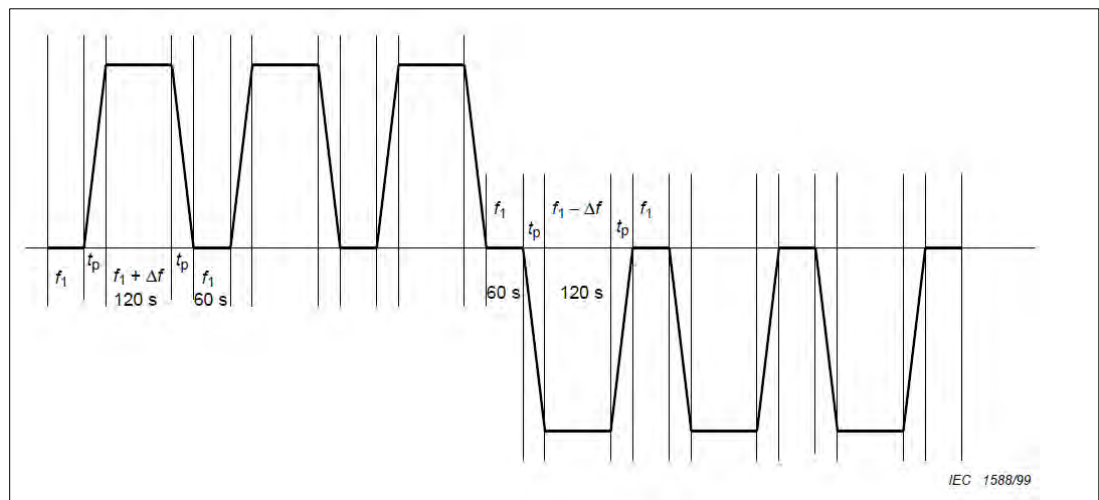 f₁ f₁ – Δf f₁
tₚ tₚ
tₚ tₚ
f₁ f₁ + Δf f₁
120 s 60 s
60 s 120 s
IEC 1588/99